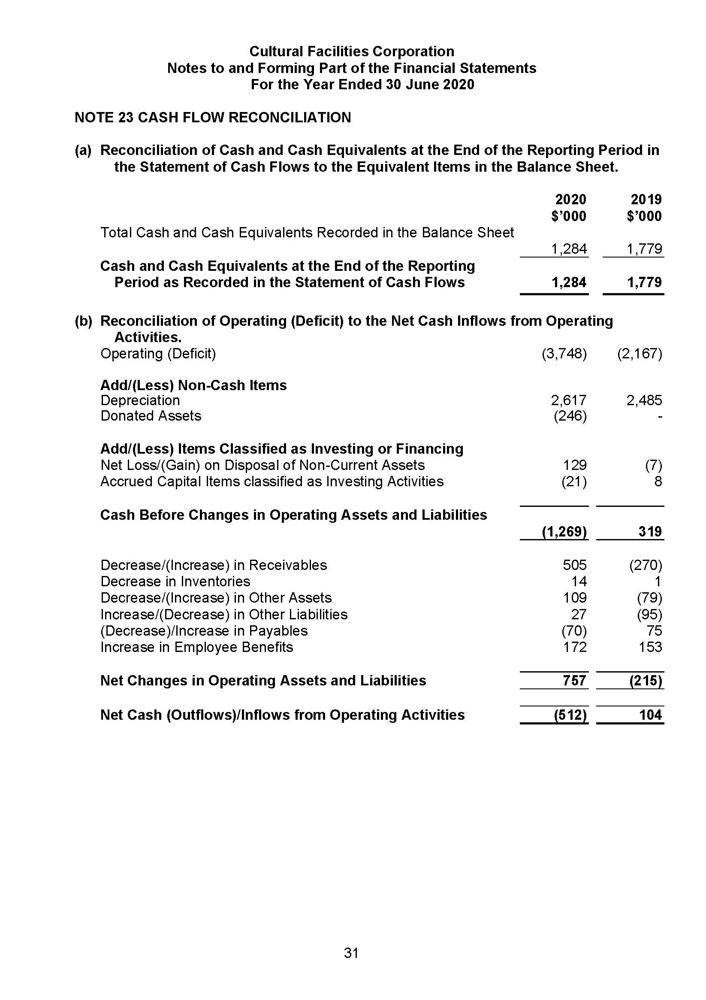 Cultural Facilities Corporation
Notes to and Forming Part of the Financial Statements
For the Year Ended 30 June 2020
NOTE 23 CASH FLOW RECONCILIATION
(a) Reconciliation of Cash and Cash Equivalents at the End of the Reporting Period in
the Statement of Cash Flows to the Equivalent Items in the Balance Sheet.
2020 2019
$’000 $’000
Total Cash and Cash Equivalents Recorded in the Balance Sheet
1,284 1,779
Cash and Cash Equivalents at the End of the Reporting
Period as Recorded in the Statement of Cash Flows 1,284 1,779
(b) Reconciliation of Operating (Deficit) to the Net Cash Inflows from Operating
Activities.
Operating (Deficit) (3,748) (2,167)
Add/(Less) Non-Cash Items
Depreciation 2,617 2,485
Donated Assets (246) -
Add/(Less) Items Classified as Investing or Financing
Net Loss/(Gain) on Disposal of Non-Current Assets 129 (7)
Accrued Capital Items classified as Investing Activities (21) 8
Cash Before Changes in Operating Assets and Liabilities
(1,269) 319
Decrease/(Increase) in Receivables 505 (270)
Decrease in Inventories 14 1
Decrease/(Increase) in Other Assets 109 (79)
Increase/(Decrease) in Other Liabilities 27 (95)
(Decrease)/Increase in Payables (70) 75
Increase in Employee Benefits 172 153
Net Changes in Operating Assets and Liabilities 757 (215)
Net Cash (Outflows)/Inflows from Operating Activities (512) 104
31